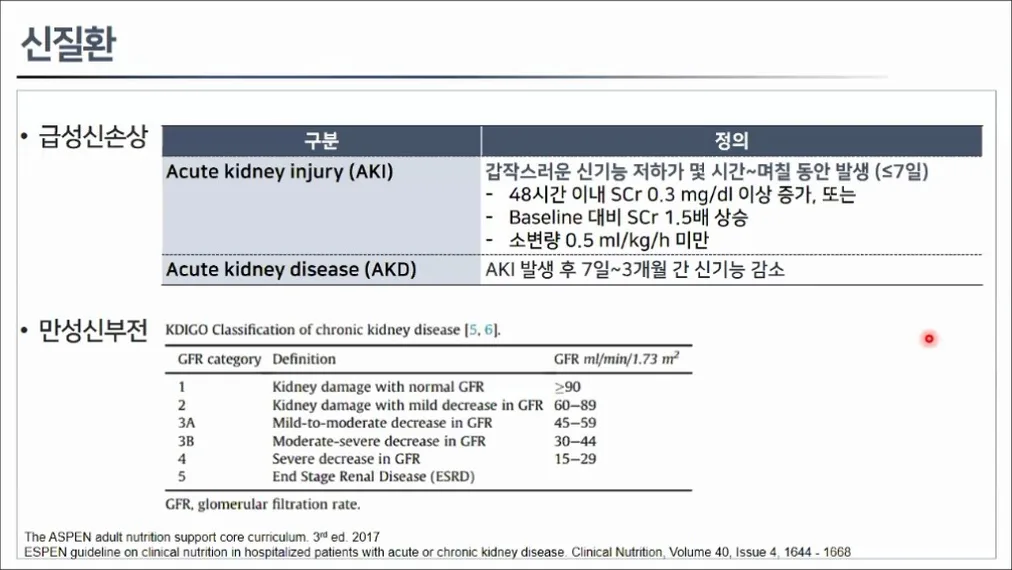 신질환
• 급성신손상
구분 정의
Acute kidney injury (AKI) 갑작스러운 신기능 저하가 몇 시간~며칠 동안 발생 (≤7일)
- 48시간 이내 SCr 0.3 mg/dl 이상 증가, 또는
- Baseline 대비 SCr 1.5배 상승
- 소변량 0.5 ml/kg/h 미만
Acute kidney disease (AKD) AKI 발생 후 7일~3개월 간 신기능 감소
• 만성신부전
KDIGO Classification of chronic kidney disease [5, 6].
GFR category Definition GFR ml/min/1.73 m²
1 Kidney damage with normal GFR ≥90
2 Kidney damage with mild decrease in GFR 60–89
3A Mild-to-moderate decrease in GFR 45–59
3B Moderate-severe decrease in GFR 30–44
4 Severe decrease in GFR 15–29
5 End Stage Renal Disease (ESRD)
GFR, glomerular filtration rate.
The ASPEN adult nutrition support core curriculum. 3rd ed. 2017
ESPEN guideline on clinical nutrition in hospitalized patients with acute or chronic kidney disease. Clinical Nutrition, Volume 40, Issue 4, 1644 - 1668